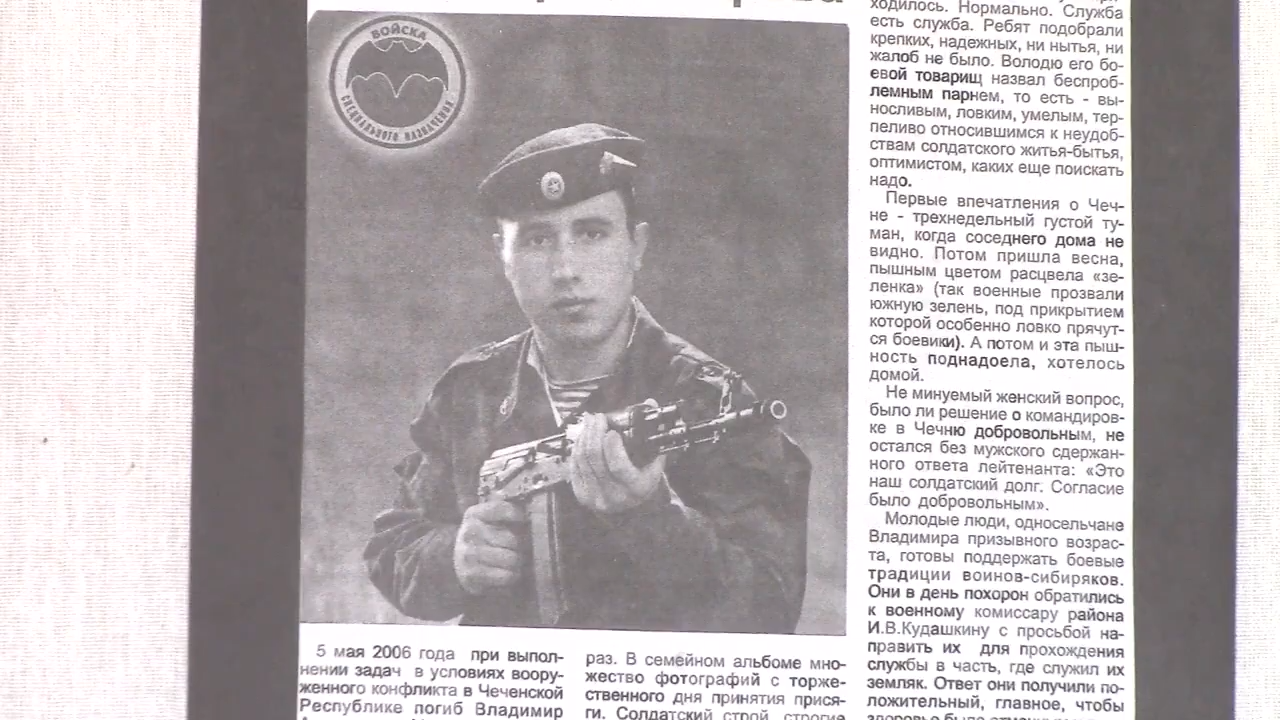 ВОЙСКА
СПЕЦИАЛЬНОГО НАЗНАЧЕНИЯ
5 мая 2006 года при выпол-
нении задач в условиях воору-
женного конфликта в Чеченской
Республике погиб Владимир
раз. В семейном альбоме мно-
жество фотографий с торже-
ственного дня принятия прися-
ги. Солдатский строй,
ходилось. Нормально. Служба
есть служба. Ребят подобрали
крепких, надежных, ни нытья, ни
жалоб не было. Володю его бо-
евой товарищ назвал беспроб-
лемным парнем, то есть - вы-
носливым, ловким, умелым, тер-
пеливо относившимся к неудоб-
ствам солдатского житья-бытья,
оптимистом, каких еще поискать
надо.
Первые впечатления о Чеч-
не - трехнедельный густой ту-
ман, когда соседнего дома не
видно. Потом пришла весна,
пышным цветом расцвела «зе-
ленка» (так военные прозвали
южную зелень, под прикрытием
которой особенно ловко прячут-
ся боевики). А потом и эта пыш-
ность поднадоела, хотелось
домой.
Не минуемый женский вопрос,
было ли решение о командиров-
ке в Чечню добровольным не
остался без мужского сдержан-
ного ответа лейтенанта: «Это
наш солдатский долг. Согласие
было добровольным».
Молодые парни, односельчане
Владимира призывного возрас-
та, готовы поддержать боевые
традиции воинов-сибиряков.
Они в день похорон обратились
к военному комиссару района
И.В.Кудашкину с просьбой на-
править их для прохождения
службы в часть, где служил их
земляк. Ответ они получили по-
ложительный, главное, чтобы
здоровье было